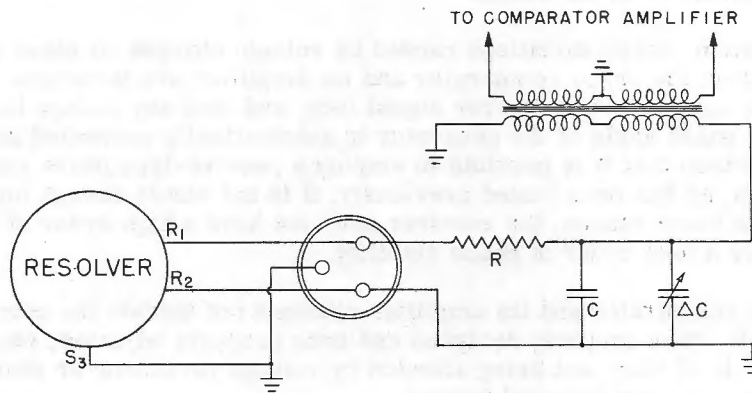 TO COMPARATOR AMPLIFIER
RESOLVER
R1
R2
S3
R
C
ΔC